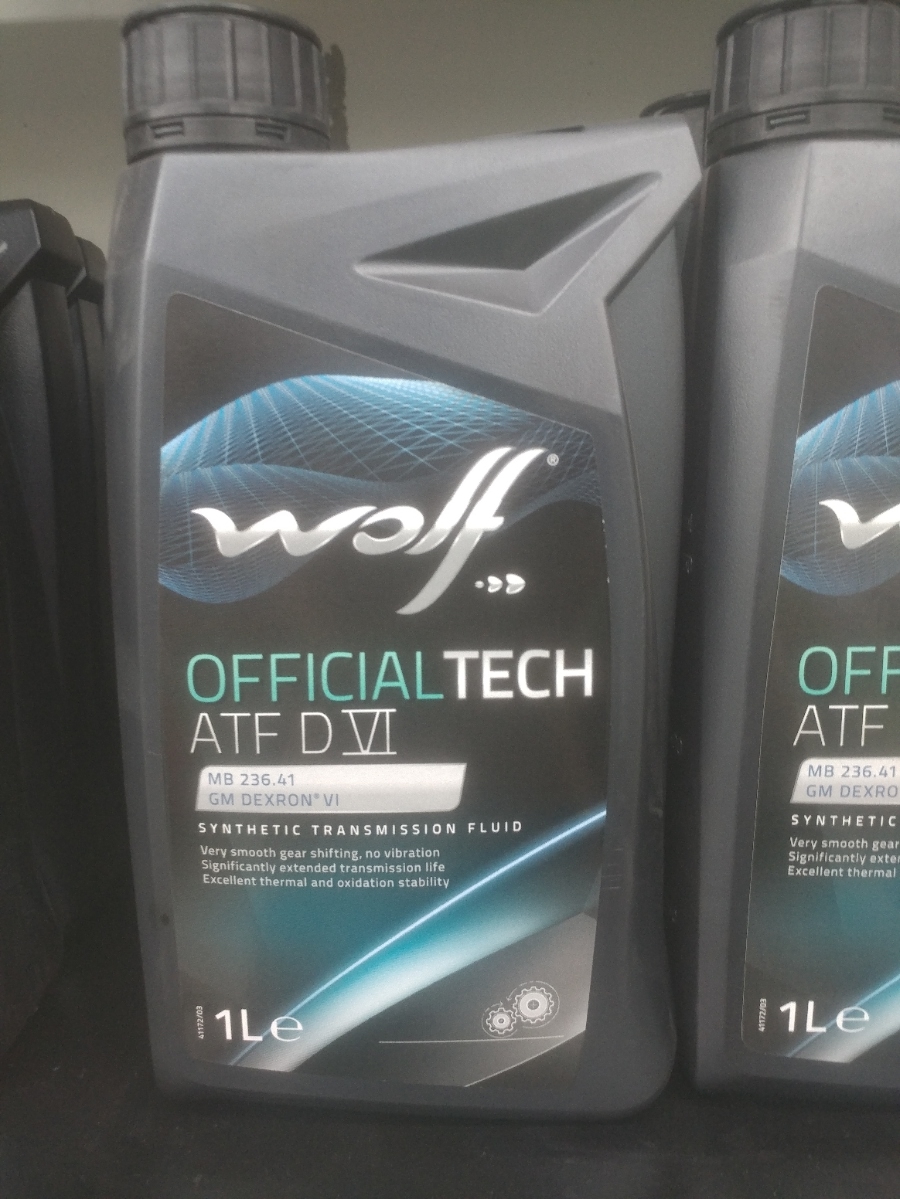 wolf®
OFFICIALTECH
ATF D VI
MB 236.41
GM DEXRON® VI
SYNTHETIC TRANSMISSION FLUID
Very smooth gear shifting, no vibration
Significantly extended transmission life
Excellent thermal and oxidation stability
41172/03
1L e
OFF
ATF
MB 236.41
GM DEXRO
SYNTHETIC
Very smooth gear
Significantly exte
Excellent thermal
41172/03
1L e